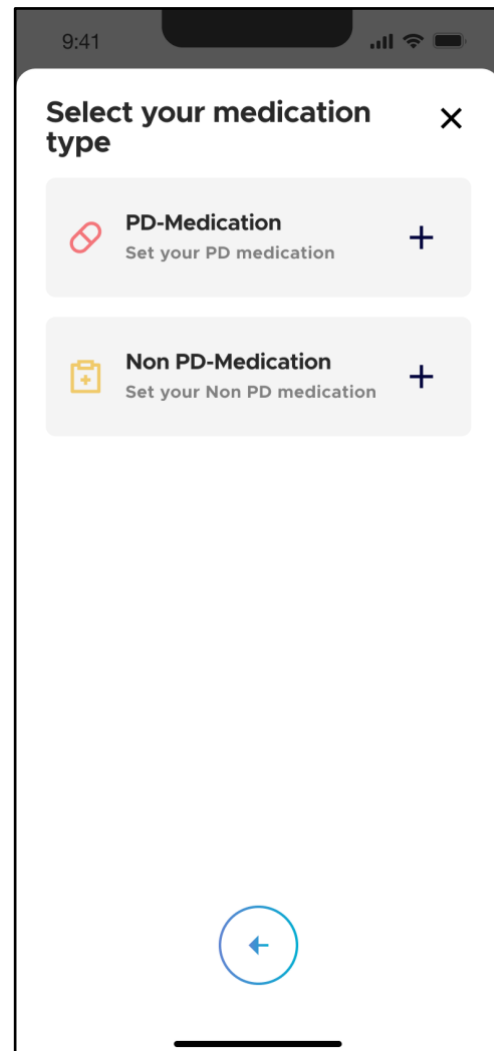 9:41
Select your medication
type
PD-Medication
Set your PD medication
Non PD-Medication
Set your Non PD medication